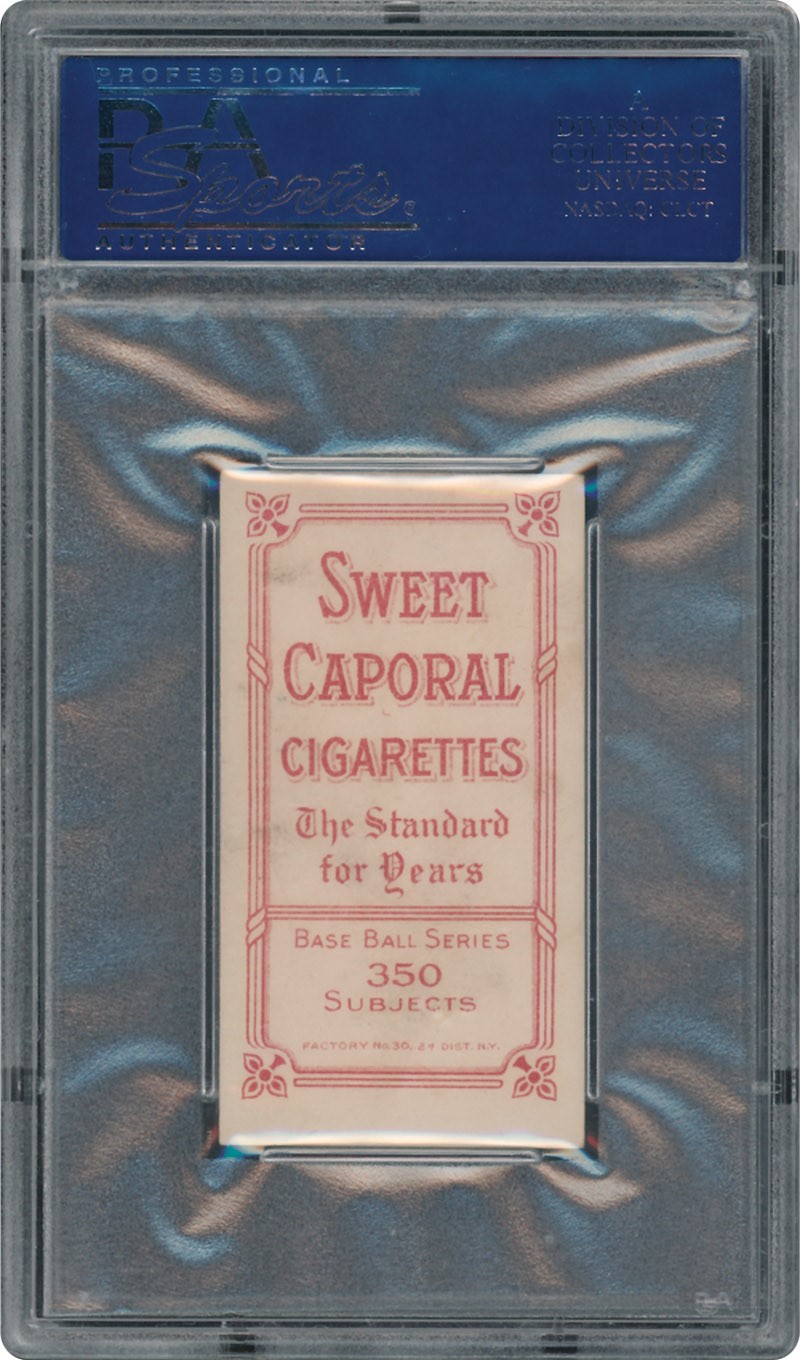 PROFESSIONAL
PSA
Sports
AUTHENTICATOR
A
DIVISION OF
COLLECTORS
UNIVERSE
NASDAQ: CLCT
SWEET
CAPORAL
CIGARETTES
The Standard
for Years
BASE BALL SERIES
350
SUBJECTS
FACTORY No. 30, 2d DIST. N.Y.
PSA